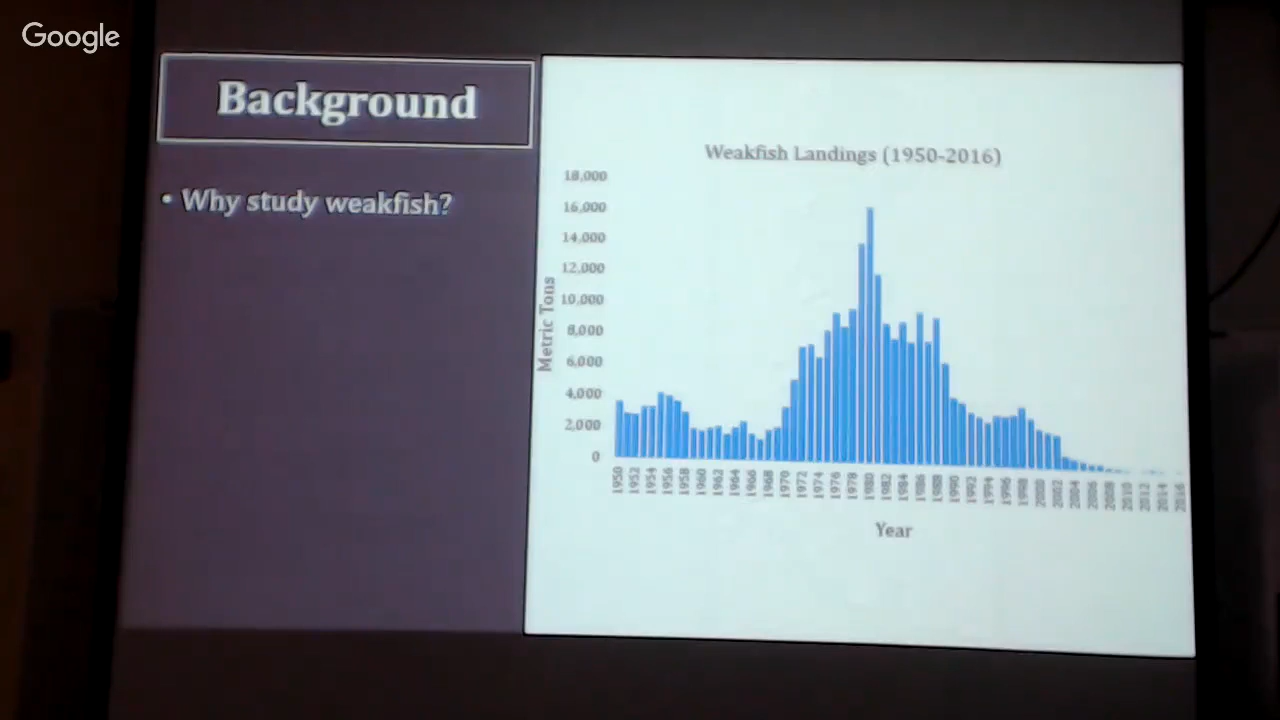 Google
Background
• Why study weakfish?
Weakfish Landings (1950-2016)
18,000
16,000
14,000
12,000
10,000
8,000
6,000
4,000
2,000
0
Metric Tons
1950 1952 1954 1956 1958 1960 1962 1964 1966 1968 1970 1972 1974 1976 1978 1980 1982 1984 1986 1988 1990 1992 1994 1996 1998 2000 2002 2004 2006 2008 2010 2012 2014 2016
Year